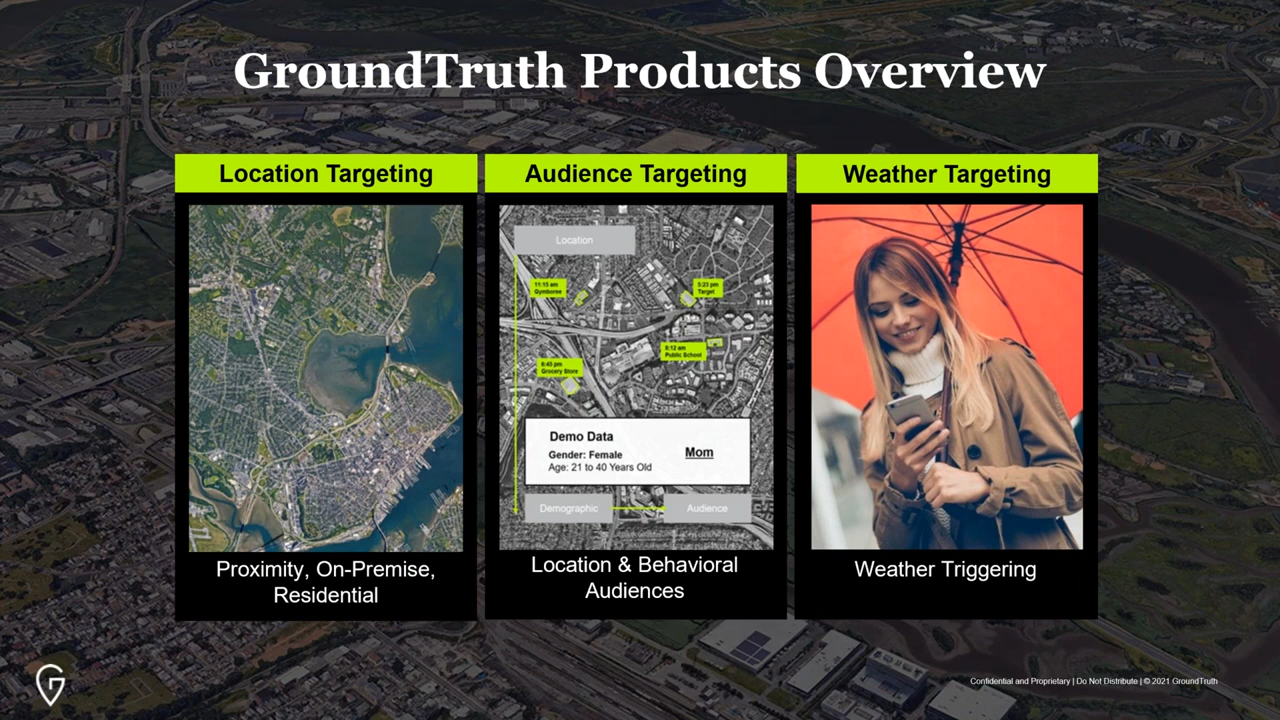 GroundTruth Products Overview
Location Targeting
Audience Targeting
Weather Targeting
Location
11:15 am
Gymboree
5:23 pm
Target
8:12 am
Public School
6:45 pm
Grocery Store
Demo Data
Gender: Female
Age: 21 to 40 Years Old
Mom
Demographic
Audience
Proximity, On-Premise,
Residential
Location & Behavioral
Audiences
Weather Triggering
Confidential and Proprietary | Do Not Distribute | © 2021 GroundTruth